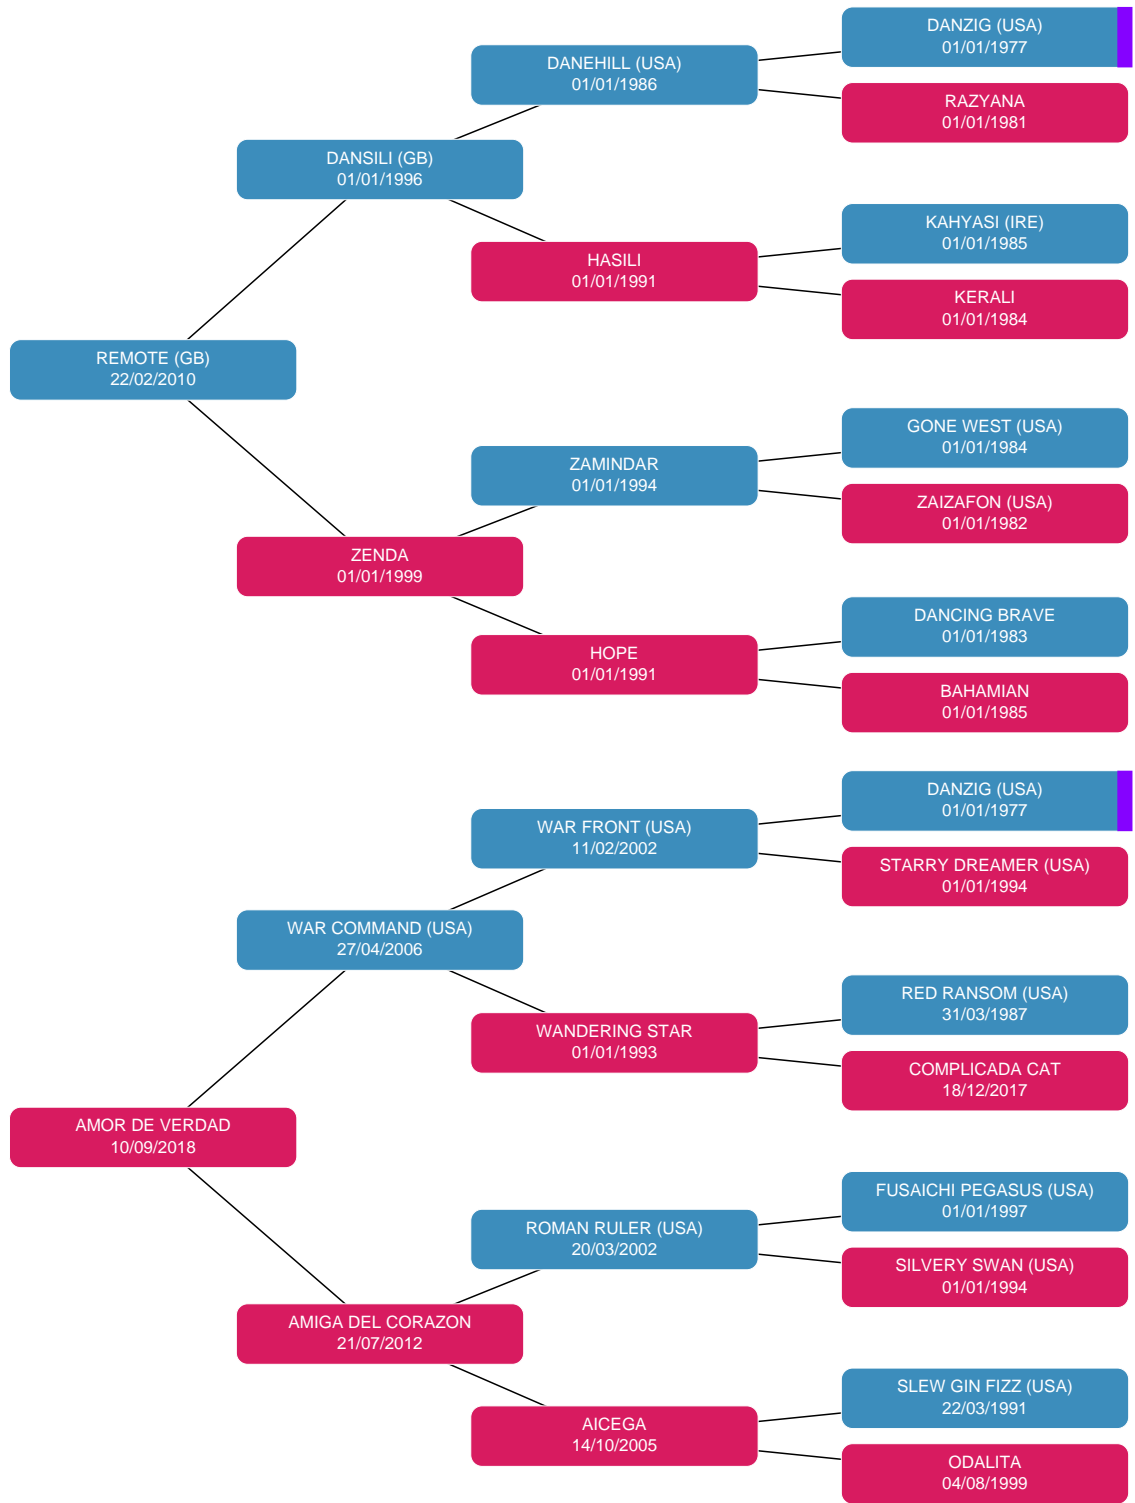 DANZIG (USA)
01/01/1977
DANEHILL (USA)
01/01/1986
RAZYANA
01/01/1981
DANSILI (GB)
01/01/1996
KAHYASI (IRE)
01/01/1985
HASILI
01/01/1991
KERALI
01/01/1984
REMOTE (GB)
22/02/2010
GONE WEST (USA)
01/01/1984
ZAMINDAR
01/01/1994
ZAIZAFON (USA)
01/01/1982
ZENDA
01/01/1999
DANCING BRAVE
01/01/1983
HOPE
01/01/1991
BAHAMIAN
01/01/1985
DANZIG (USA)
01/01/1977
WAR FRONT (USA)
11/02/2002
STARRY DREAMER (USA)
01/01/1994
WAR COMMAND (USA)
27/04/2006
RED RANSOM (USA)
31/03/1987
WANDERING STAR
01/01/1993
COMPLICADA CAT
18/12/2017
AMOR DE VERDAD
10/09/2018
FUSAICHI PEGASUS (USA)
01/01/1997
ROMAN RULER (USA)
20/03/2002
SILVERY SWAN (USA)
01/01/1994
AMIGA DEL CORAZON
21/07/2012
SLEW GIN FIZZ (USA)
22/03/1991
AICEGA
14/10/2005
ODALITA
04/08/1999